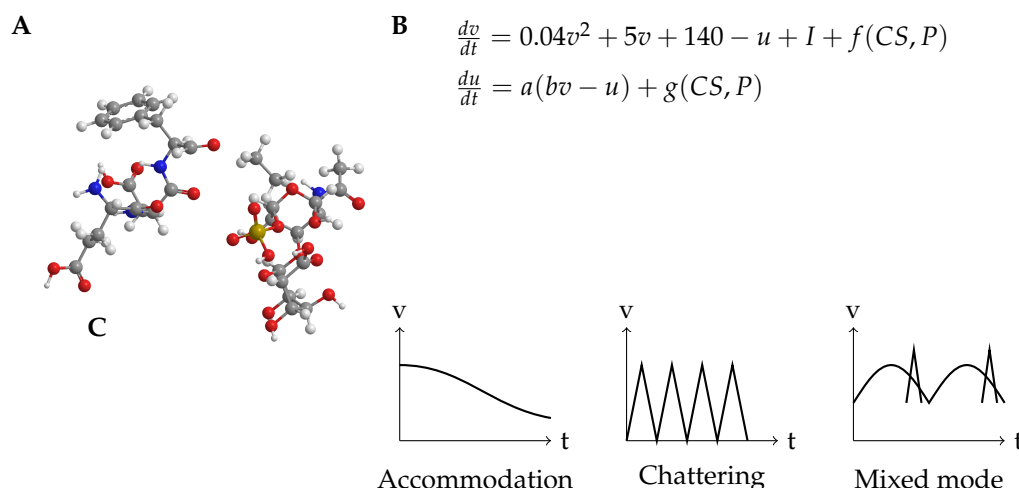 A
B
dv/dt = 0.04v² + 5v + 140 − u + I + f(CS, P)
du/dt = a(bv − u) + g(CS, P)
C
v
t
Accommodation
v
t
Chattering
v
t
Mixed mode